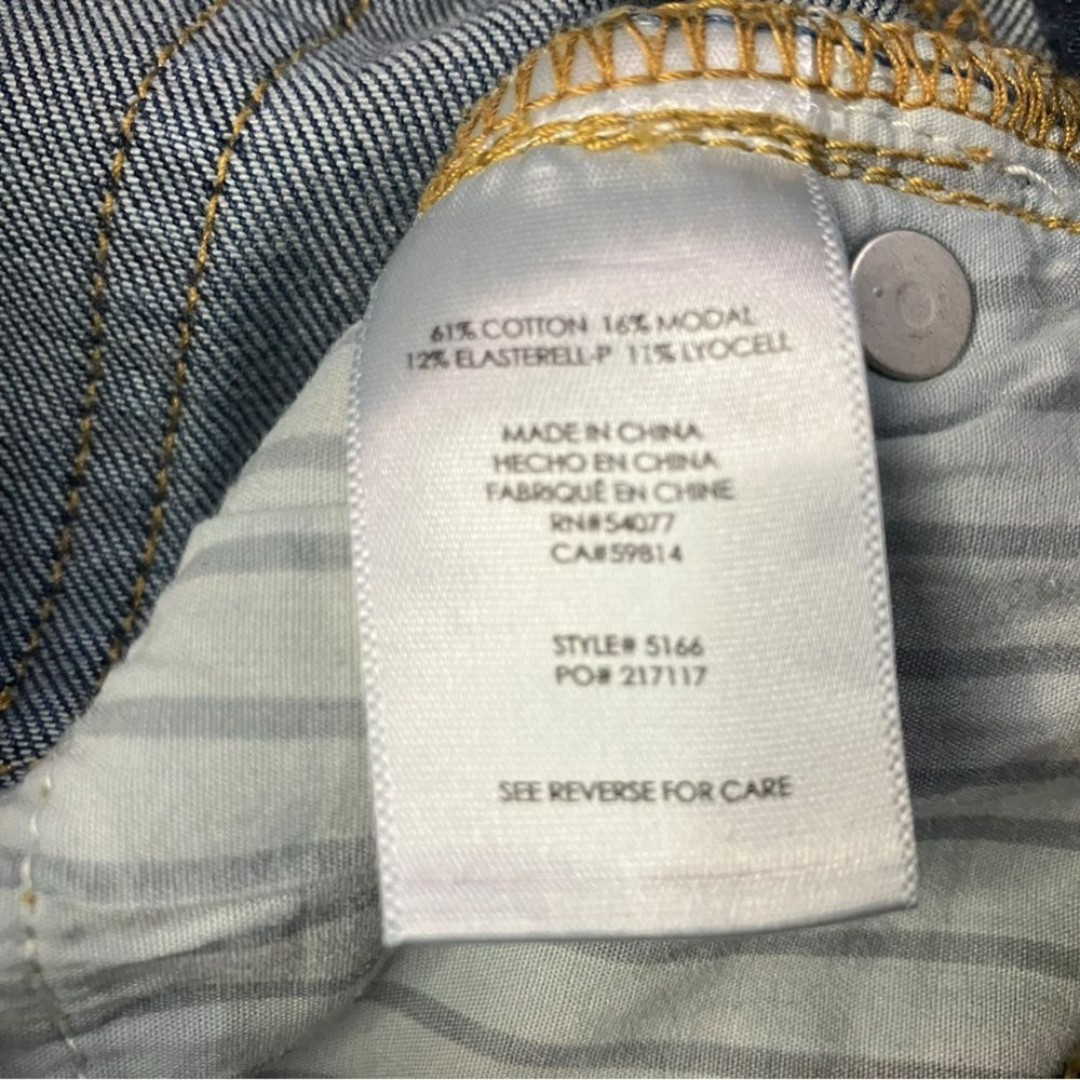 61% COTTON 16% MODAL
12% ELASTERELL-P 11% LYOCELL
MADE IN CHINA
HECHO EN CHINA
FABRIQUÉ EN CHINE
RN#54077
CA#59814
STYLE# 5166
PO# 217117
SEE REVERSE FOR CARE